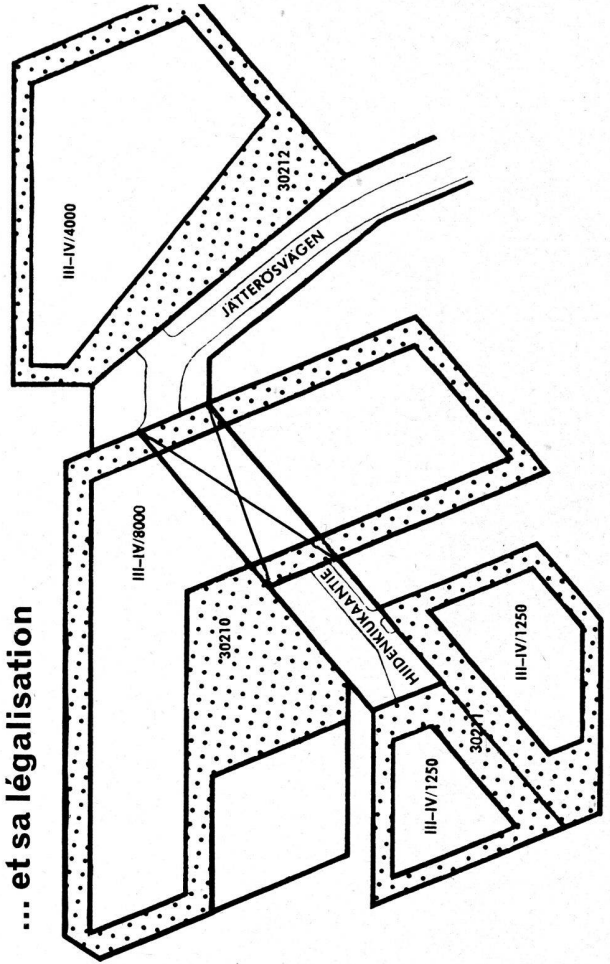 ... et sa légalisation
III–IV/4000
30212
JÄTTERÖSVÄGEN
III–IV/8000
30210
HIIDENKIUKAANTIE
III–IV/1250
30211
III–IV/1250